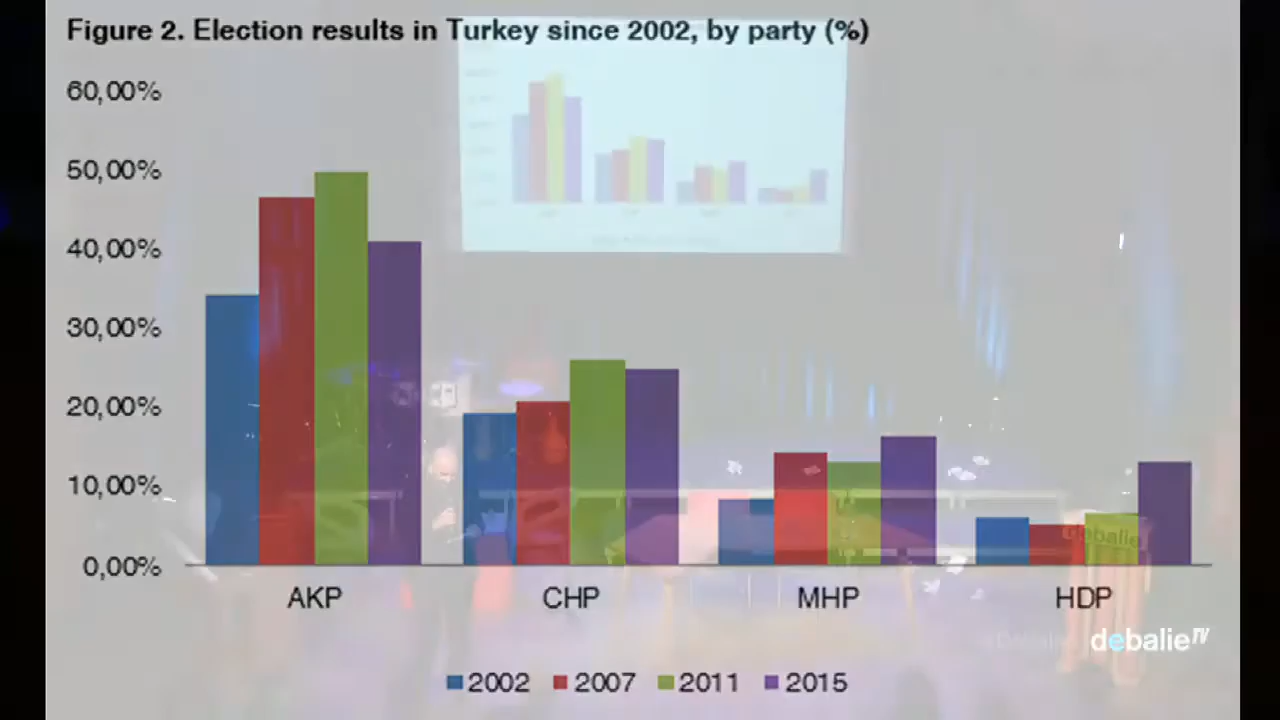 Figure 2. Election results in Turkey since 2002, by party (%)
60,00%
50,00%
40,00%
30,00%
20,00%
10,00%
0,00%
AKP CHP MHP HDP
debalie
debalieTV
2002 2007 2011 2015